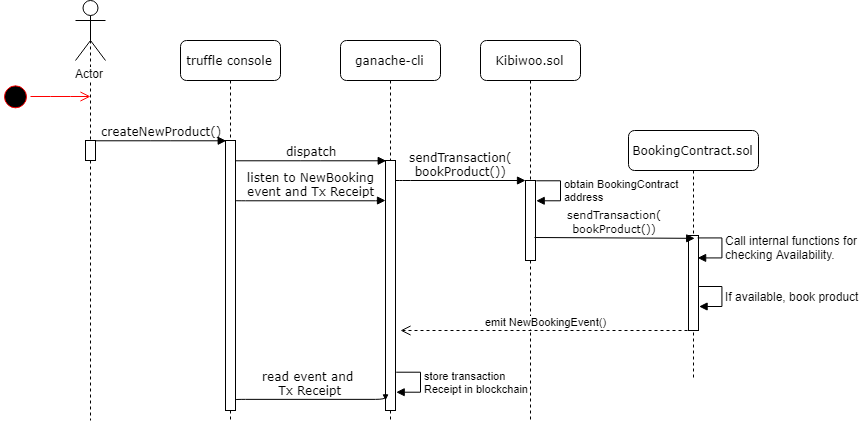 Actor
truffle console
ganache-cli
Kibiwoo.sol
BookingContract.sol
createNewProduct()
dispatch
listen to NewBooking
event and Tx Receipt
sendTransaction(
bookProduct())
obtain BookingContract
address
sendTransaction(
bookProduct())
Call internal functions for
checking Availability.
If available, book product
emit NewBookingEvent()
read event and
Tx Receipt
store transaction
Receipt in blockchain